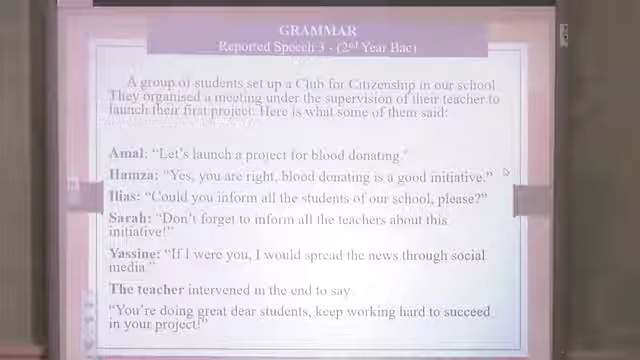 GRAMMAR
Reported Speech 3 - (2nd Year Bac)
A group of students set up a Club for Citizenship in our school
They organised a meeting under the supervision of their teacher to
launch their first project. Here is what some of them said:
Amal: “Let's launch a project for blood donating.”
Hamza: “Yes, you are right, blood donating is a good initiative.”
Ilias: “Could you inform all the students of our school, please?”
Sarah: “Don't forget to inform all the teachers about this
initiative!”
Yassine: “If I were you, I would spread the news through social
media.”
The teacher intervened in the end to say
“You're doing great dear students, keep working hard to succeed
in your project!”